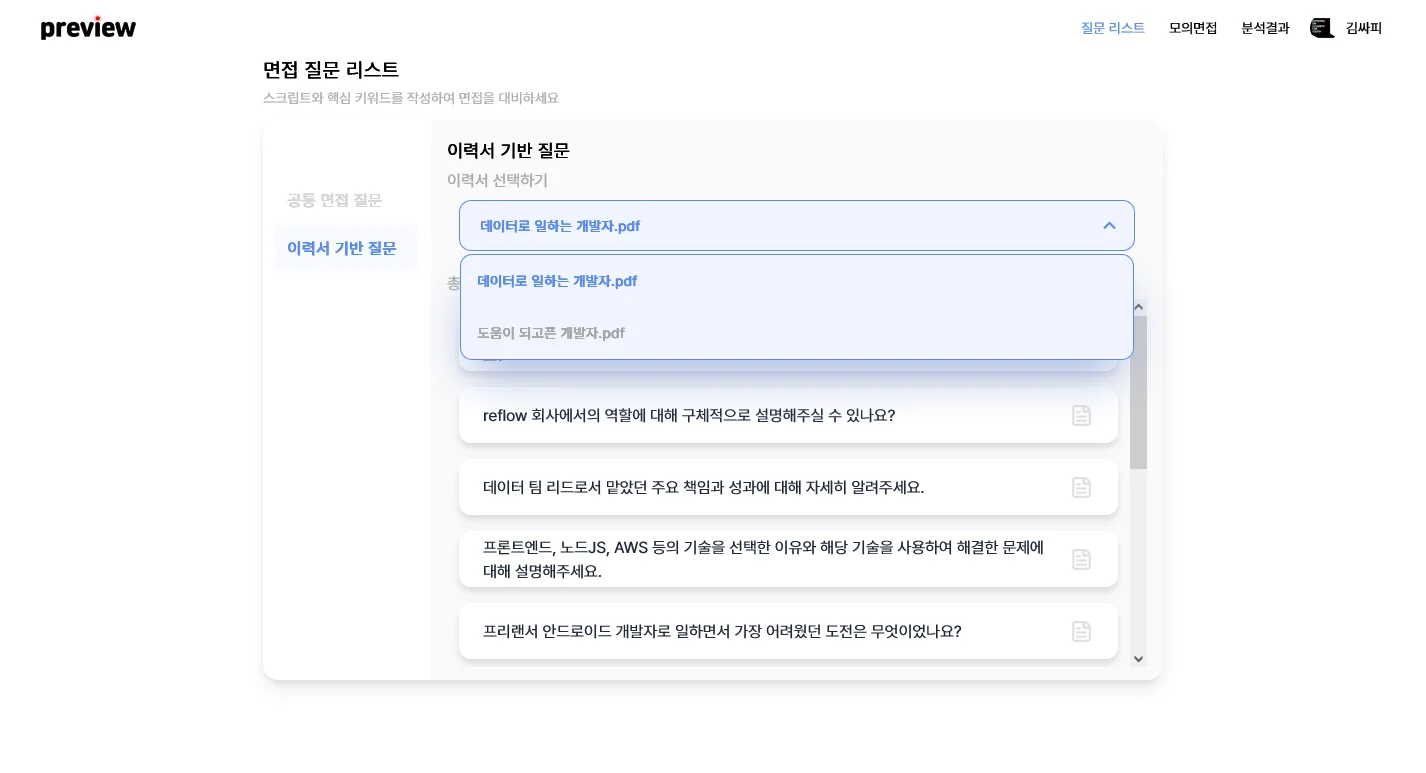 preview
질문 리스트
모의면접
분석결과
김싸피
면접 질문 리스트
스크립트와 핵심 키워드를 작성하여 면접을 대비하세요
공통 면접 질문
이력서 기반 질문
이력서 기반 질문
이력서 선택하기
데이터로 일하는 개발자.pdf
총
데이터로 일하는 개발자.pdf
도움이 되고픈 개발자.pdf
reflow 회사에서의 역할에 대해 구체적으로 설명해주실 수 있나요?
데이터 팀 리드로서 맡았던 주요 책임과 성과에 대해 자세히 알려주세요.
프론트엔드, 노드JS, AWS 등의 기술을 선택한 이유와 해당 기술을 사용하여 해결한 문제에
대해 설명해주세요.
프리랜서 안드로이드 개발자로 일하면서 가장 어려웠던 도전은 무엇이었나요?